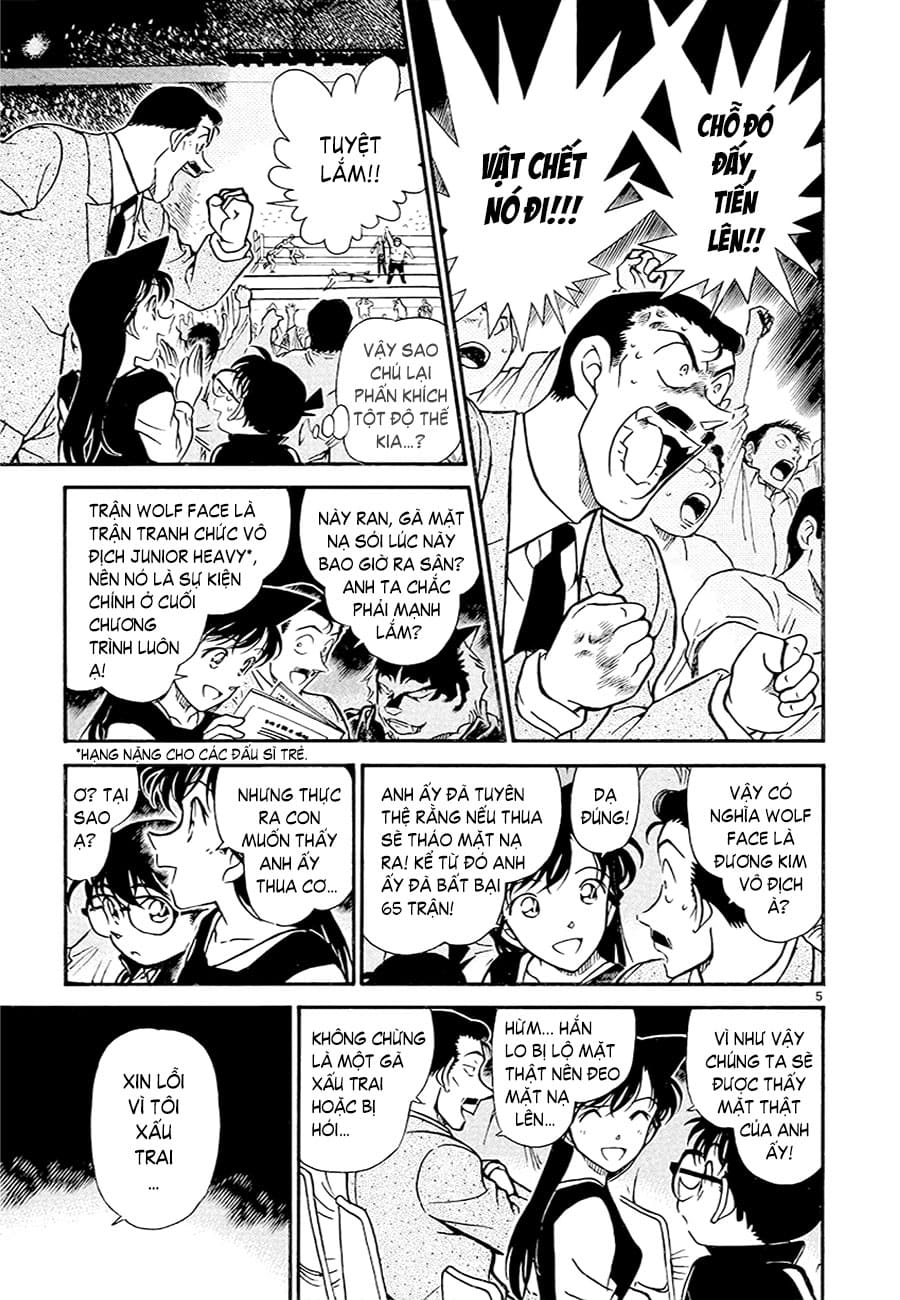 CHỖ ĐÓ
ĐẤY,
TIẾN
LÊN!!
VẬT CHẾT
NÓ ĐI!!!
TUYỆT
LẮM!!
VẬY SAO
CHÚ LẠI
PHẤN KHÍCH
TỘT ĐỘ THẾ
KIA...?
NÀY RAN, GÃ MẶT
NẠ SÓI LÚC NÀY
BAO GIỜ RA SÂN?
ANH TA CHẮC
PHẢI MẠNH
LẮM?
TRẬN WOLF FACE LÀ
TRẬN TRANH CHỨC VÔ
ĐỊCH JUNIOR HEAVY*,
NÊN NÓ LÀ SỰ KIỆN
CHÍNH Ở CUỐI
CHƯƠNG
TRÌNH LUÔN
Ạ!
*HẠNG NẶNG CHO CÁC ĐẤU SĨ TRẺ.
VẬY CÓ
NGHĨA WOLF
FACE LÀ
ĐƯƠNG KIM
VÔ ĐỊCH
À?
DẠ
ĐÚNG!
ANH ẤY ĐÃ TUYÊN
THỆ RẰNG NẾU THUA
SẼ THÁO MẶT NẠ
RA! KỂ TỪ ĐÓ ANH
ẤY ĐÃ BẤT BẠI
65 TRẬN!
NHƯNG THỰC
RA CON
MUỐN THẤY
ANH ẤY
THUA CƠ...
Ơ? TẠI
SAO
Ạ?
5
VÌ NHƯ VẬY
CHÚNG TA SẼ
ĐƯỢC THẤY
MẶT THẬT
CỦA ANH
ẤY!
HỪM... HẮN
LO BỊ LỘ MẶT
THẬT NÊN ĐEO
MẶT NẠ
LÊN...
KHÔNG CHỪNG
LÀ MỘT GÃ
XẤU TRAI
HOẶC BỊ
HÓI...
XIN LỖI
VÌ TÔI
XẤU
TRAI
...